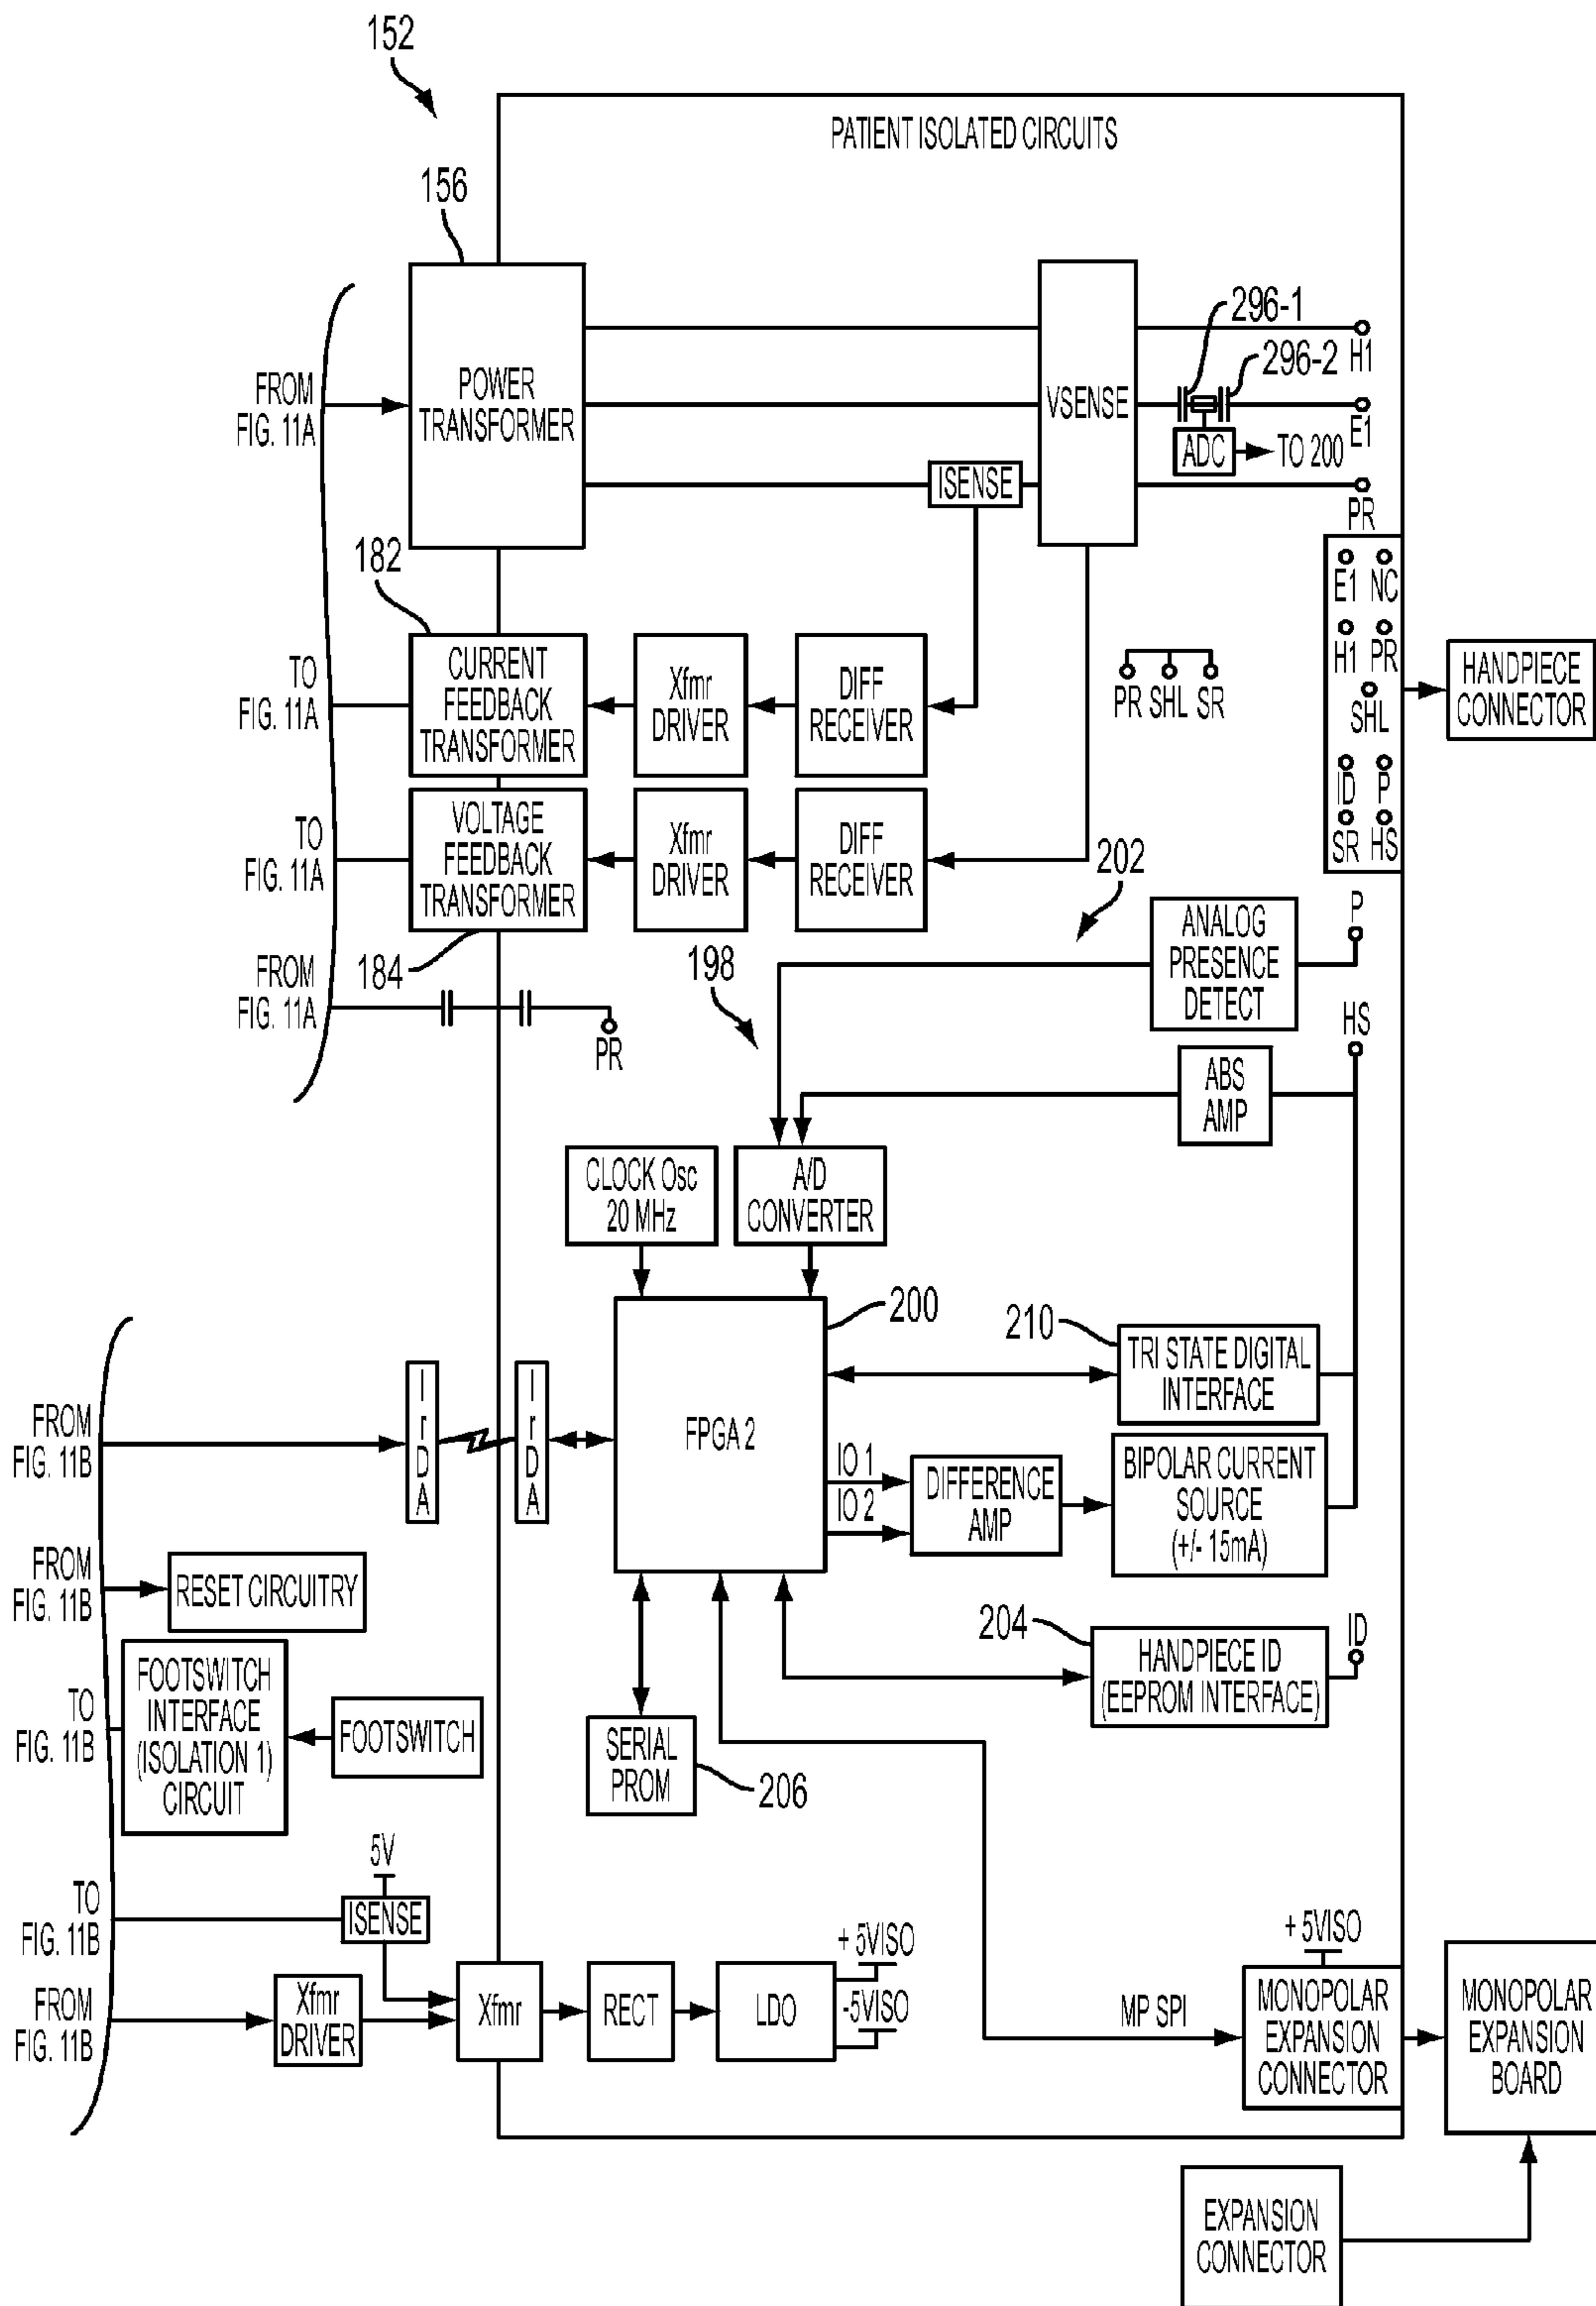 152
PATIENT ISOLATED CIRCUITS
156
POWER
TRANSFORMER
FROM
FIG. 11A
VSENSE
296-1
296-2
H1
E1
ADC
TO 200
ISENSE
PR
182
CURRENT
FEEDBACK
TRANSFORMER
Xfmr
DRIVER
DIFF
RECEIVER
TO
FIG. 11A
PR SHL SR
E1 NC
H1 PR
SHL
ID P
SR HS
HANDPIECE
CONNECTOR
VOLTAGE
FEEDBACK
TRANSFORMER
Xfmr
DRIVER
DIFF
RECEIVER
TO
FIG. 11A
184
202
198
FROM
FIG. 11A
PR
ANALOG
PRESENCE
DETECT
P
HS
ABS
AMP
CLOCK Osc
20 MHz
A/D
CONVERTER
200
FPGA 2
210
TRI STATE DIGITAL
INTERFACE
FROM
FIG. 11B
IrDA
IrDA
IO 1
IO 2
DIFFERENCE
AMP
BIPOLAR CURRENT
SOURCE
(+/- 15mA)
FROM
FIG. 11B
RESET CIRCUITRY
204
HANDPIECE ID
(EEPROM INTERFACE)
ID
TO
FIG. 11B
FOOTSWITCH
INTERFACE
(ISOLATION 1)
CIRCUIT
FOOTSWITCH
SERIAL
PROM
206
5V
TO
FIG. 11B
ISENSE
FROM
FIG. 11B
Xfmr
DRIVER
Xfmr
RECT
LDO
+ 5VISO
-5VISO
MP SPI
+ 5VISO
MONOPOLAR
EXPANSION
CONNECTOR
MONOPOLAR
EXPANSION
BOARD
EXPANSION
CONNECTOR